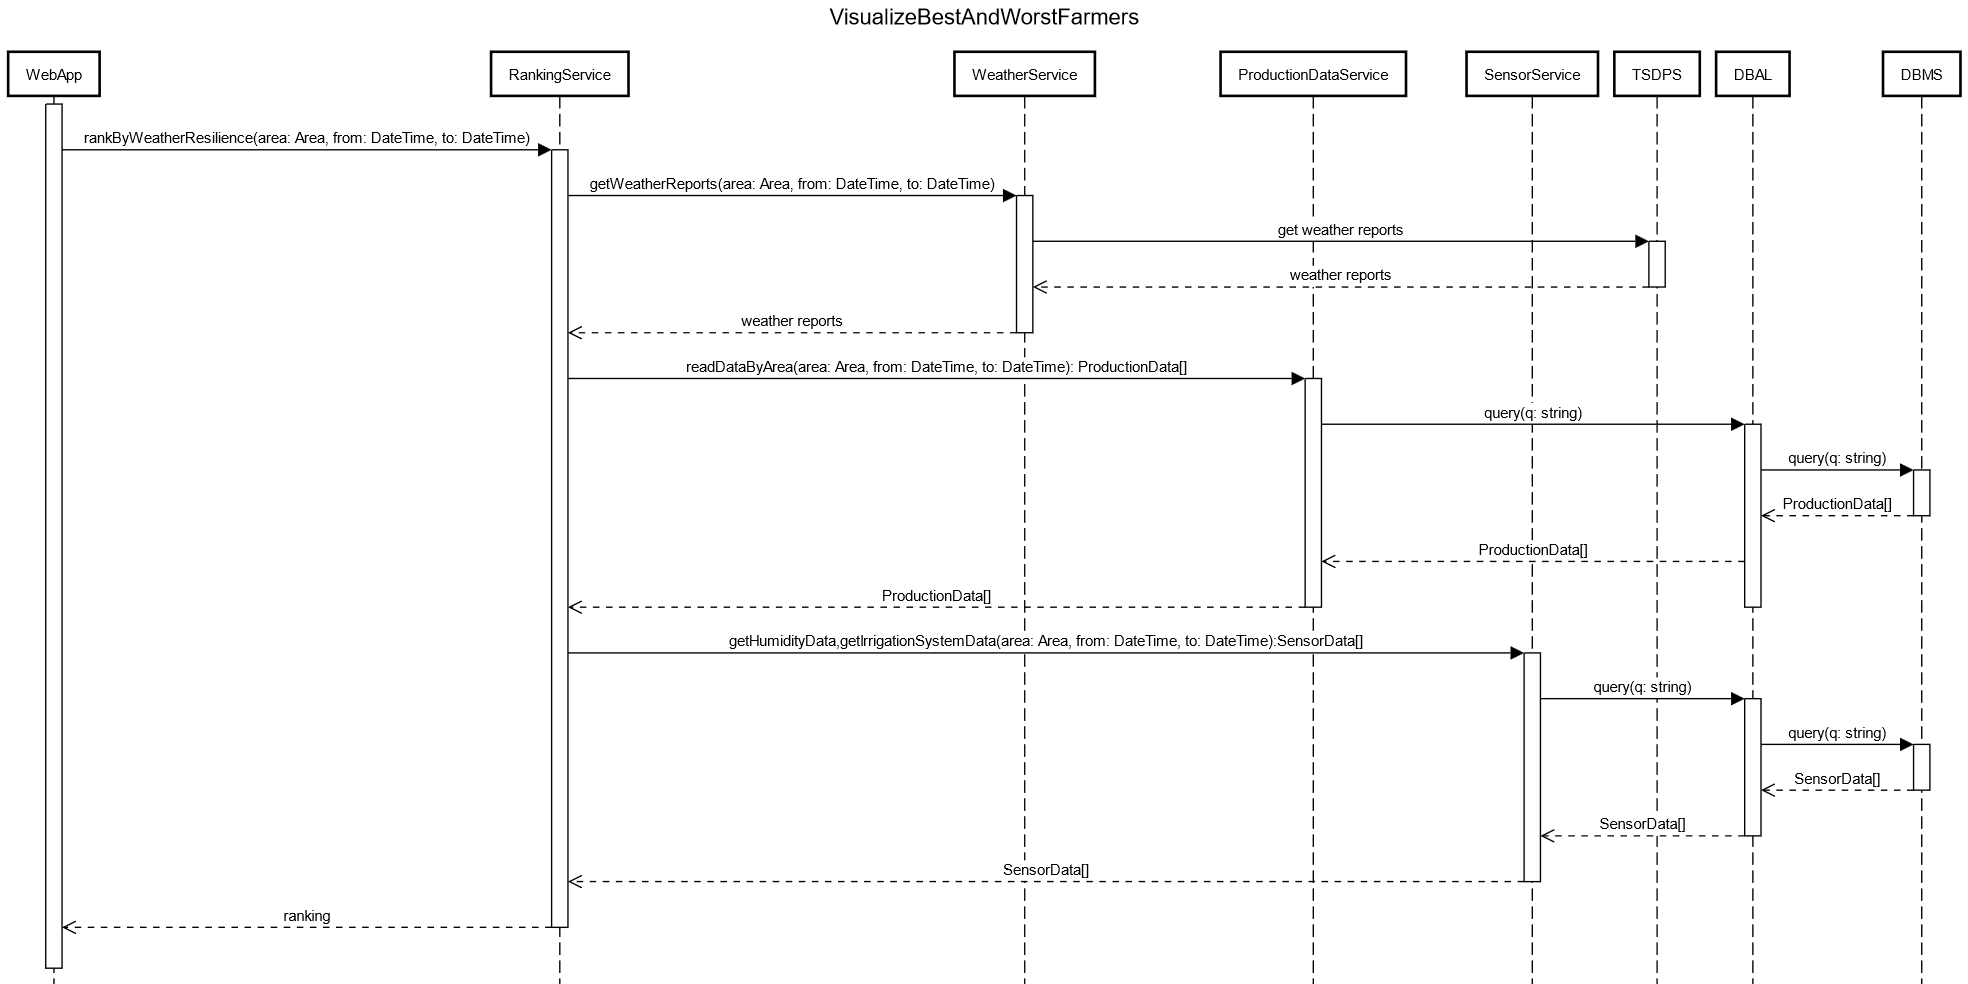 VisualizeBestAndWorstFarmers
WebApp
RankingService
WeatherService
ProductionDataService
SensorService
TSDPS
DBAL
DBMS
rankByWeatherResilience(area: Area, from: DateTime, to: DateTime)
getWeatherReports(area: Area, from: DateTime, to: DateTime)
get weather reports
weather reports
weather reports
readDataByArea(area: Area, from: DateTime, to: DateTime): ProductionData[]
query(q: string)
query(q: string)
ProductionData[]
ProductionData[]
ProductionData[]
getHumidityData,getIrrigationSystemData(area: Area, from: DateTime, to: DateTime):SensorData[]
query(q: string)
query(q: string)
SensorData[]
SensorData[]
SensorData[]
ranking